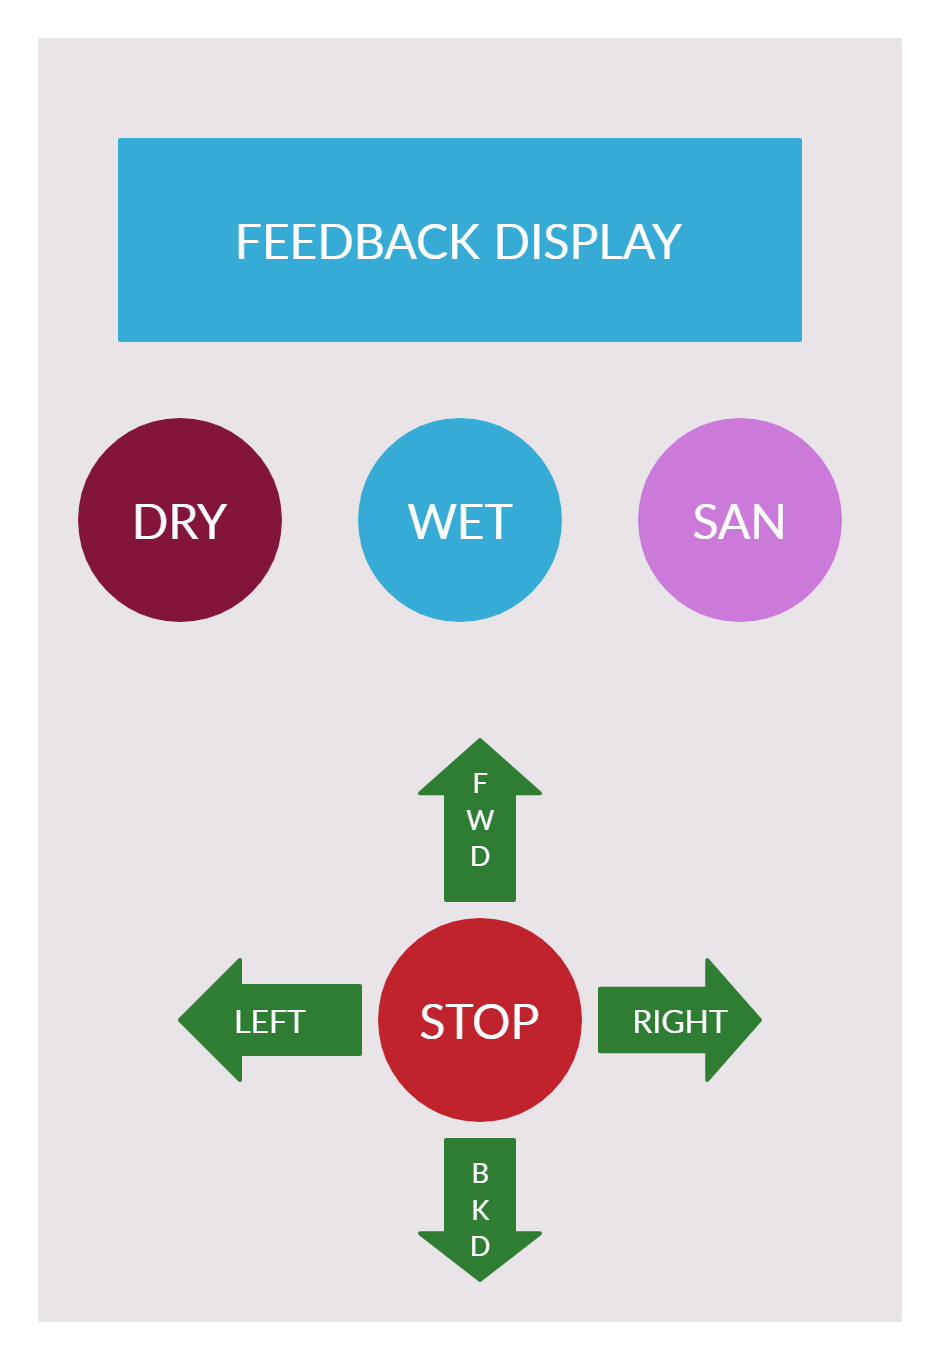 FEEDBACK DISPLAY
DRY
WET
SAN
F
W
D
LEFT
STOP
RIGHT
B
K
D